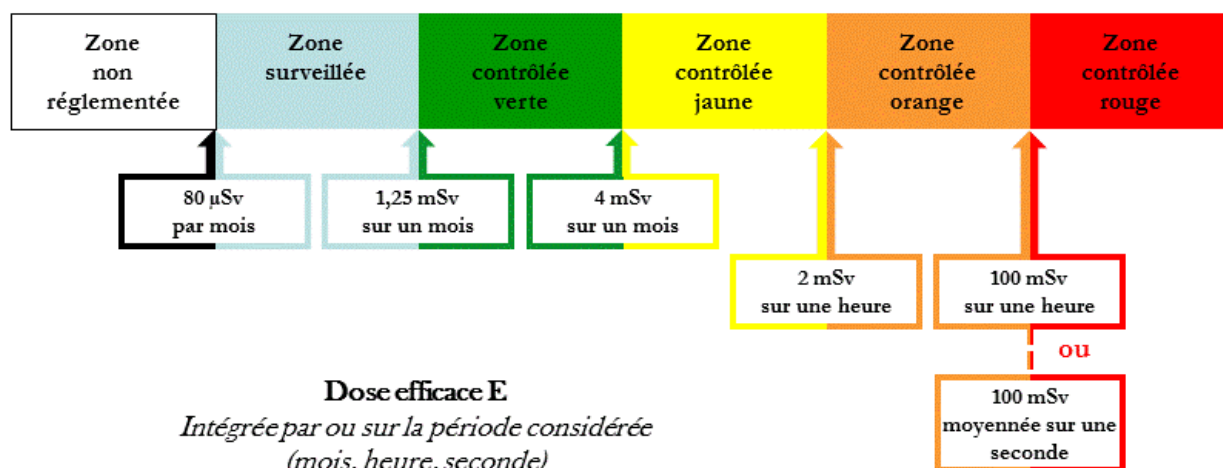 Zone
non
réglementée
Zone
surveillée
Zone
contrôlée
verte
Zone
contrôlée
jaune
Zone
contrôlée
orange
Zone
contrôlée
rouge
80 µSv
par mois
1,25 mSv
sur un mois
4 mSv
sur un mois
2 mSv
sur une heure
100 mSv
sur une heure
ou
100 mSv
moyennée sur une
seconde
Dose efficace E
Intégrée par ou sur la période considérée
(mois, heure, seconde)